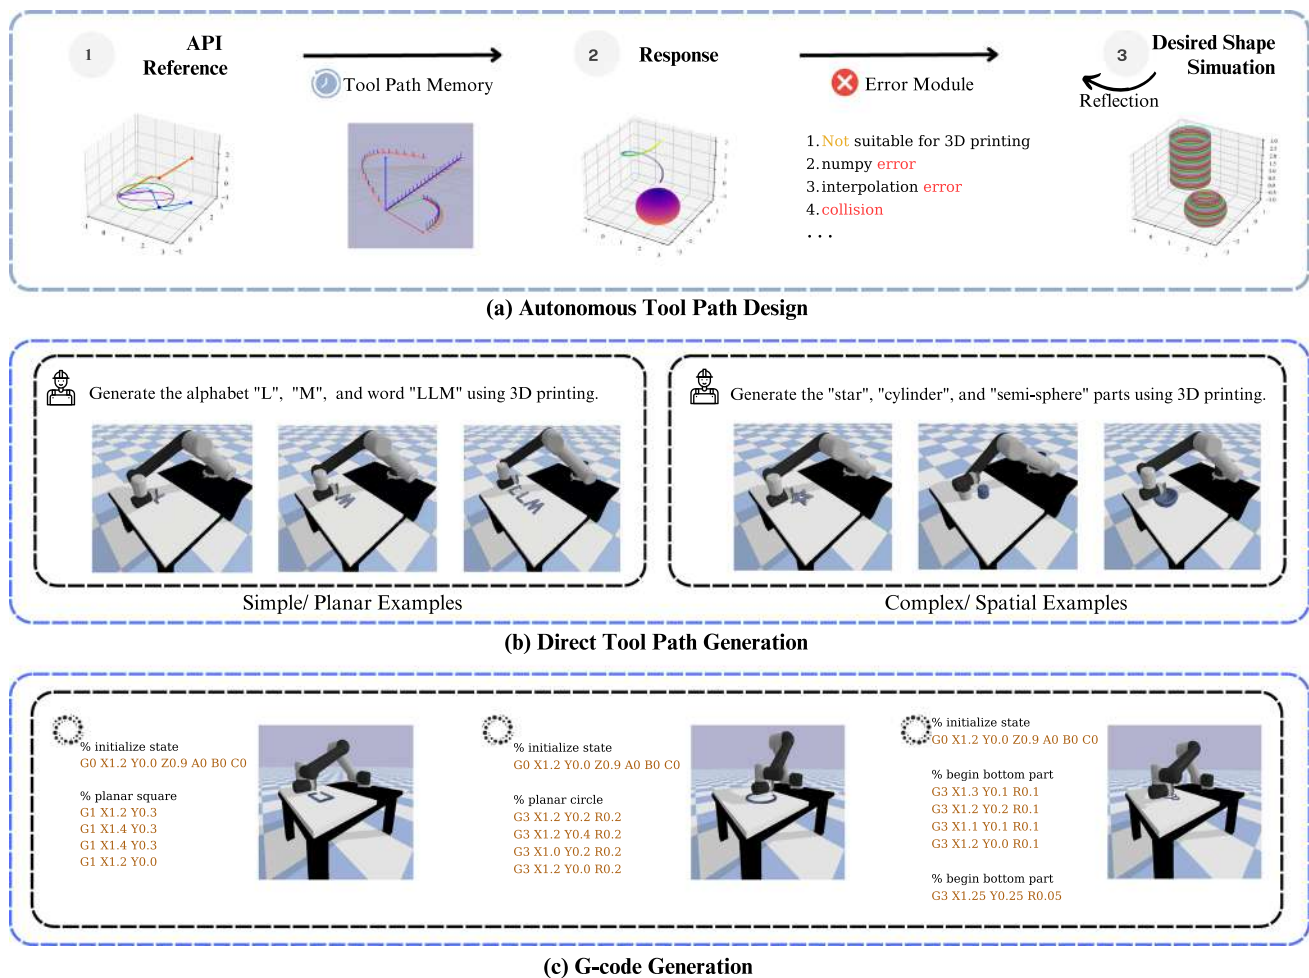 1
API
Reference
Tool Path Memory
2
Response
Error Module
3
Desired Shape
Simuation
Reflection
1. Not suitable for 3D printing
2. numpy error
3. interpolation error
4. collision
. . .
(a) Autonomous Tool Path Design
Generate the alphabet "L", "M", and word "LLM" using 3D printing.
Simple/ Planar Examples
Generate the "star", "cylinder", and "semi-sphere" parts using 3D printing.
Complex/ Spatial Examples
(b) Direct Tool Path Generation
% initialize state
G0 X1.2 Y0.0 Z0.9 A0 B0 C0
% planar square
G1 X1.2 Y0.3
G1 X1.4 Y0.3
G1 X1.4 Y0.3
G1 X1.2 Y0.0
% initialize state
G0 X1.2 Y0.0 Z0.9 A0 B0 C0
% planar circle
G3 X1.2 Y0.2 R0.2
G3 X1.2 Y0.4 R0.2
G3 X1.0 Y0.2 R0.2
G3 X1.2 Y0.0 R0.2
% initialize state
G0 X1.2 Y0.0 Z0.9 A0 B0 C0
% begin bottom part
G3 X1.3 Y0.1 R0.1
G3 X1.2 Y0.2 R0.1
G3 X1.1 Y0.1 R0.1
G3 X1.2 Y0.0 R0.1
% begin bottom part
G3 X1.25 Y0.25 R0.05
(c) G-code Generation